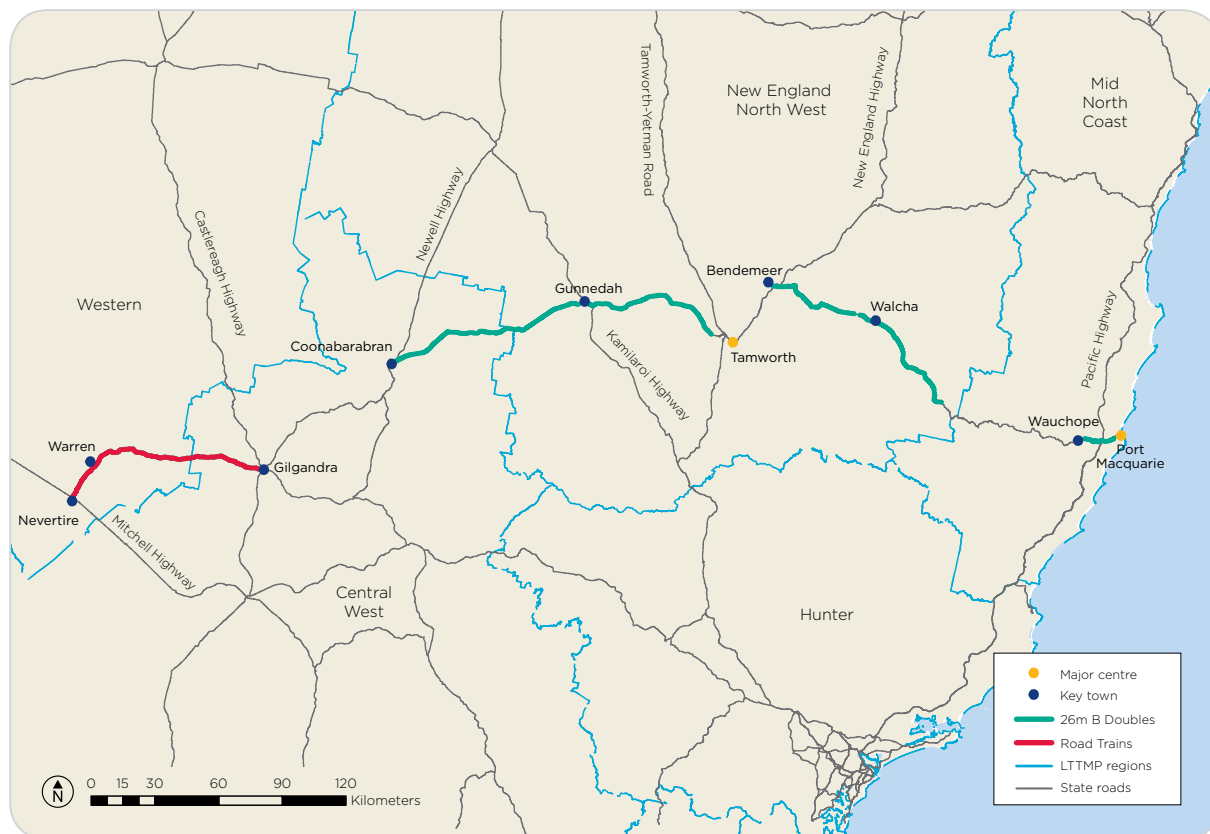 New England
North West
Mid
North
Coast
Tamworth-Yetman Road
New England Highway
Newell Highway
Castlereagh Highway
Western
Bendemeer
Gunnedah
Walcha
Coonabarabran
Kamilaroi Highway
Tamworth
Pacific Highway
Wauchope
Port
Macquarie
Warren
Gilgandra
Nevertire
Mitchell Highway
Central
West
Hunter
Major centre
Key town
26m B Doubles
Road Trains
LTTMP regions
State roads
N
0 15 30 60 90 120
Kilometers